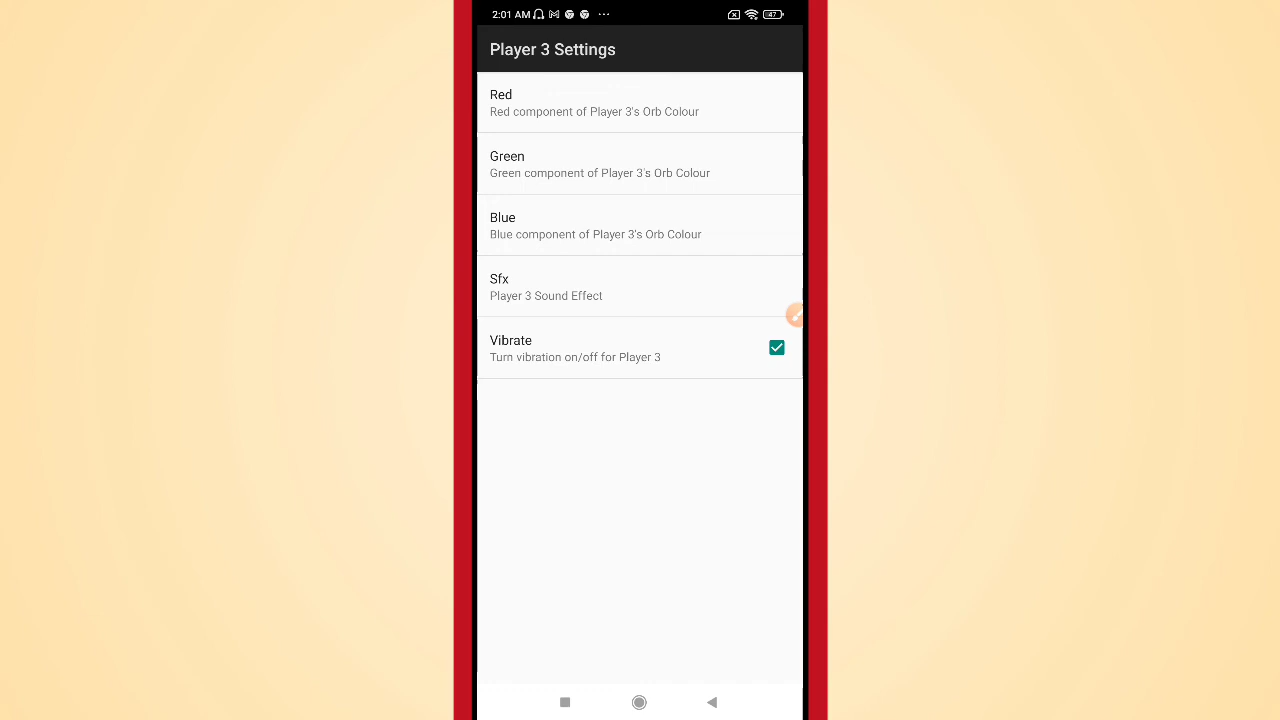 2:01 AM
47
Player 3 Settings
Red
Red component of Player 3's Orb Colour
Green
Green component of Player 3's Orb Colour
Blue
Blue component of Player 3's Orb Colour
Sfx
Player 3 Sound Effect
Vibrate
Turn vibration on/off for Player 3